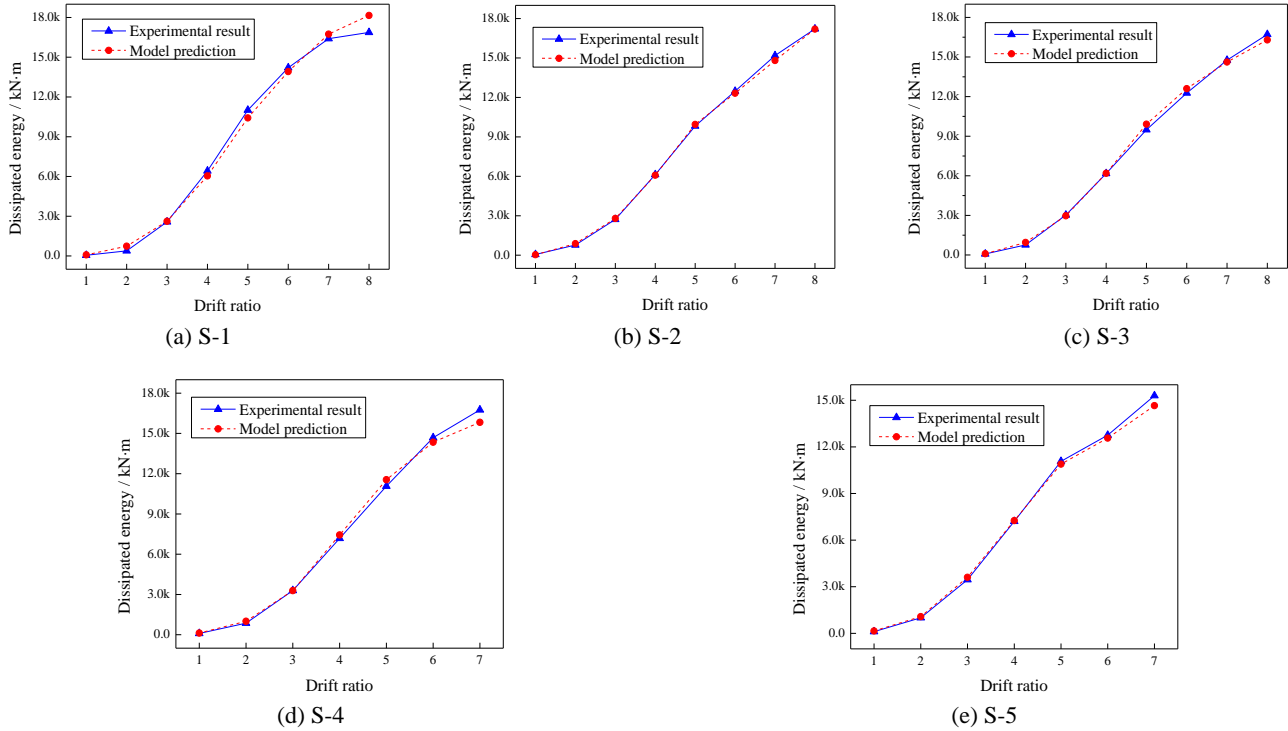 18.0k
15.0k
12.0k
9.0k
6.0k
3.0k
0.0
Dissipated energy / kN·m
Experimental result
Model prediction
1 2 3 4 5 6 7 8
Drift ratio
(a) S-1
18.0k
15.0k
12.0k
9.0k
6.0k
3.0k
0.0
Dissipated energy / kN·m
Experimental result
Model prediction
1 2 3 4 5 6 7 8
Drift ratio
(b) S-2
18.0k
15.0k
12.0k
9.0k
6.0k
3.0k
0.0
Dissipated energy / kN·m
Experimental result
Model prediction
1 2 3 4 5 6 7 8
Drift ratio
(c) S-3
18.0k
15.0k
12.0k
9.0k
6.0k
3.0k
0.0
Dissipated energy / kN·m
Experimental result
Model prediction
1 2 3 4 5 6 7
Drift ratio
(d) S-4
15.0k
12.0k
9.0k
6.0k
3.0k
0.0
Dissipated energy / kN·m
Experimental result
Model prediction
1 2 3 4 5 6 7
Drift ratio
(e) S-5